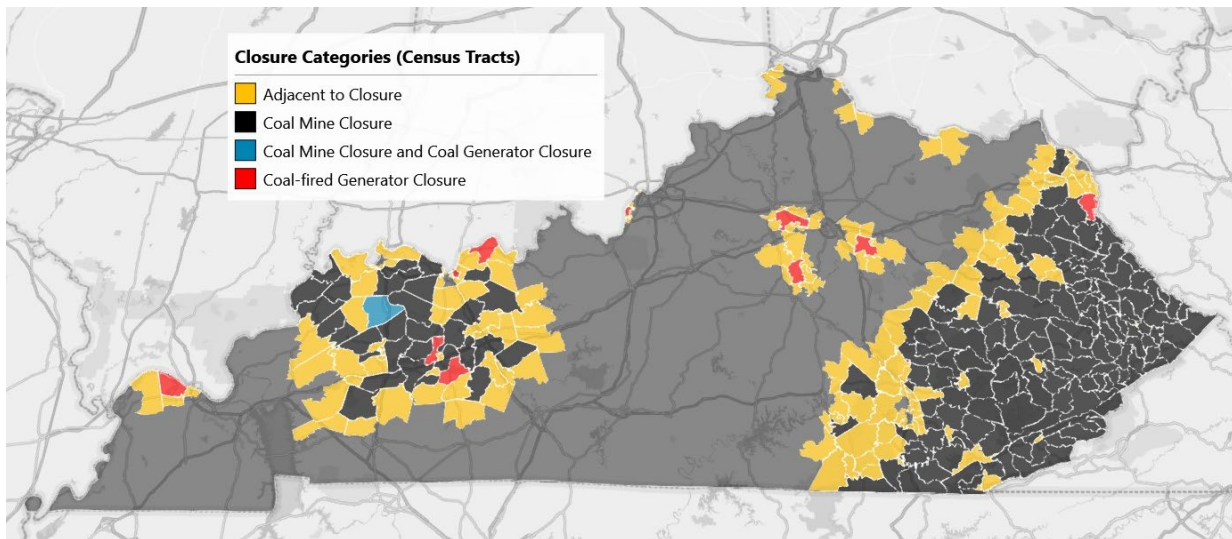 Closure Categories (Census Tracts)
Adjacent to Closure
Coal Mine Closure
Coal Mine Closure and Coal Generator Closure
Coal-fired Generator Closure